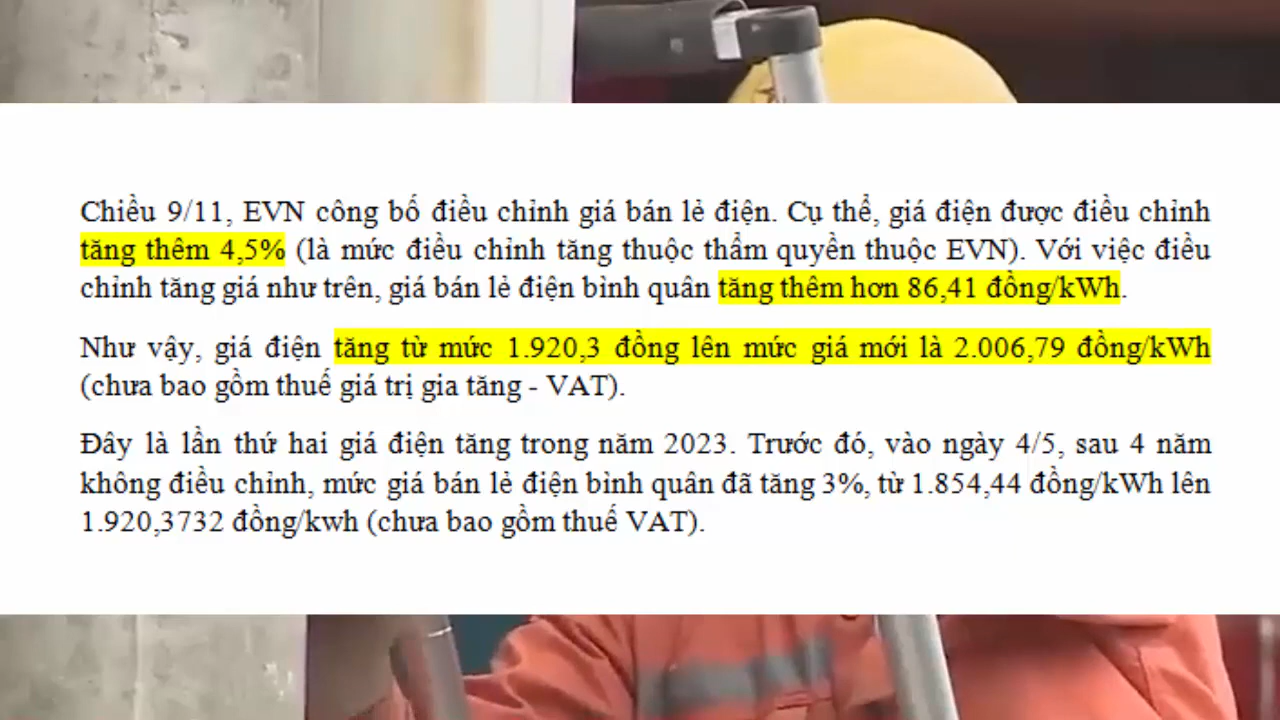 Chiều 9/11, EVN công bố điều chỉnh giá bán lẻ điện. Cụ thể, giá điện được điều chỉnh
tăng thêm 4,5% (là mức điều chỉnh tăng thuộc thẩm quyền thuộc EVN). Với việc điều
chỉnh tăng giá như trên, giá bán lẻ điện bình quân tăng thêm hơn 86,41 đồng/kWh.
Như vậy, giá điện tăng từ mức 1.920,3 đồng lên mức giá mới là 2.006,79 đồng/kWh
(chưa bao gồm thuế giá trị gia tăng - VAT).
Đây là lần thứ hai giá điện tăng trong năm 2023. Trước đó, vào ngày 4/5, sau 4 năm
không điều chỉnh, mức giá bán lẻ điện bình quân đã tăng 3%, từ 1.854,44 đồng/kWh lên
1.920,3732 đồng/kwh (chưa bao gồm thuế VAT).